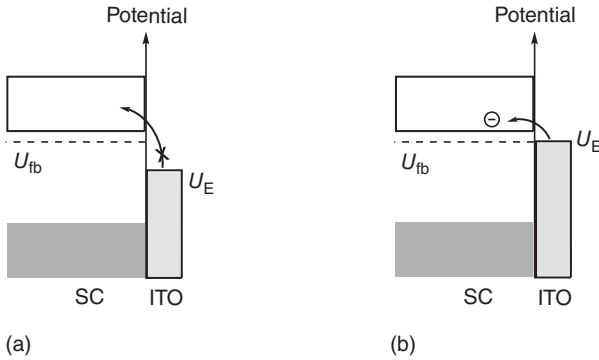 Potential
U_fb
U_E
SC ITO
(a)
Potential
U_fb
U_E
SC ITO
(b)